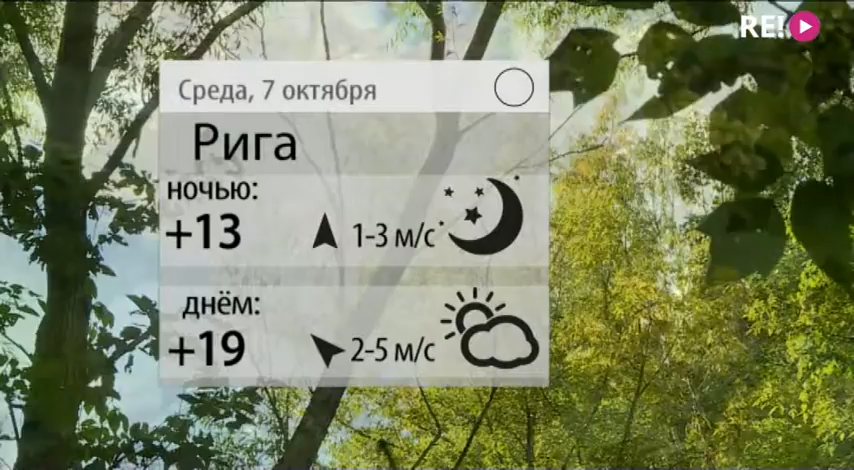 RE!
Среда, 7 октября
Рига
ночью:
+13 1-3 м/с
днём:
+19 2-5 м/с